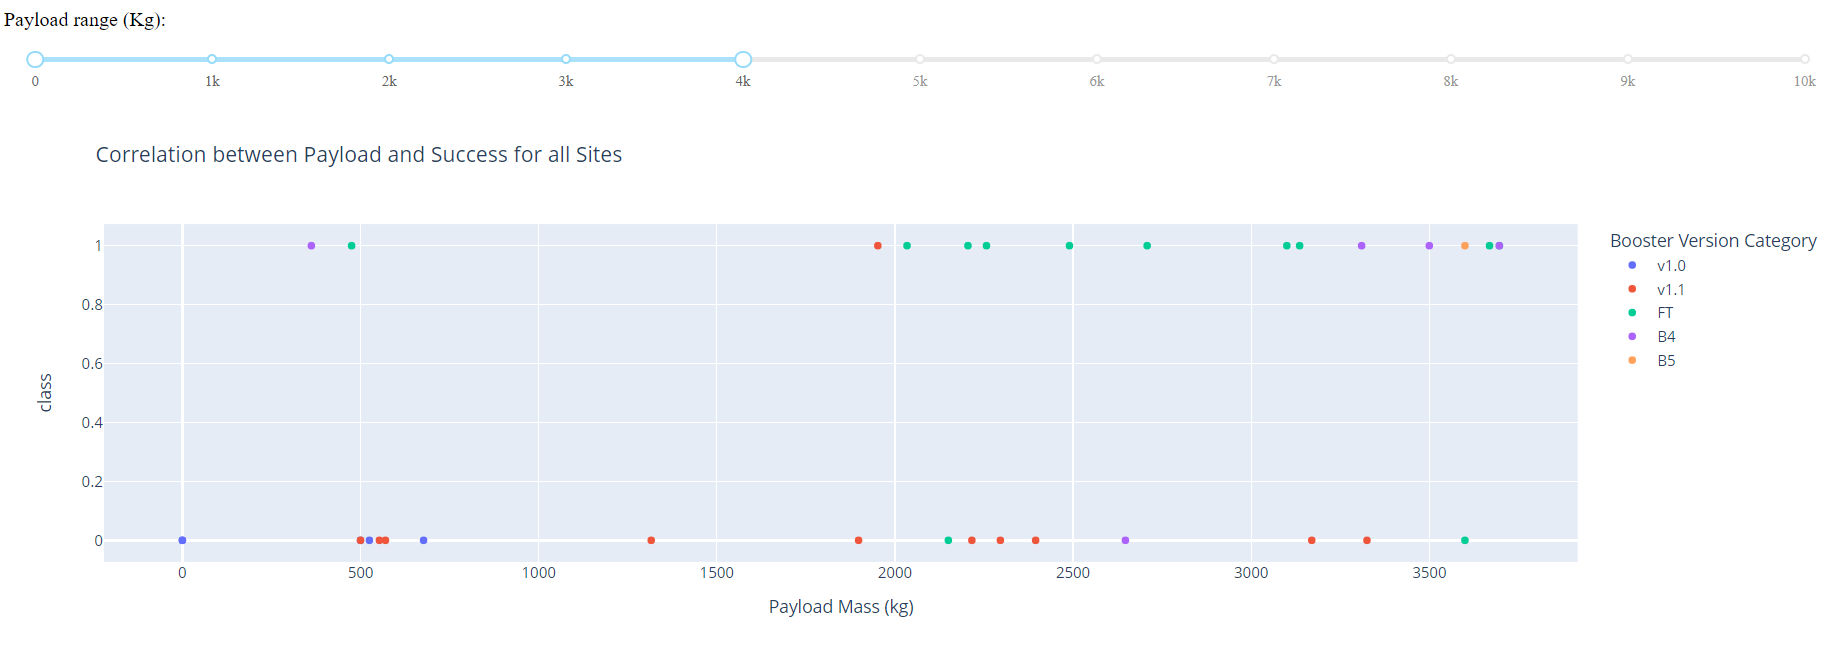 Payload range (Kg):
0 1k 2k 3k 4k 5k 6k 7k 8k 9k 10k
Correlation between Payload and Success for all Sites
Booster Version Category
v1.0
v1.1
FT
B4
B5
class
1
0.8
0.6
0.4
0.2
0
0 500 1000 1500 2000 2500 3000 3500
Payload Mass (kg)